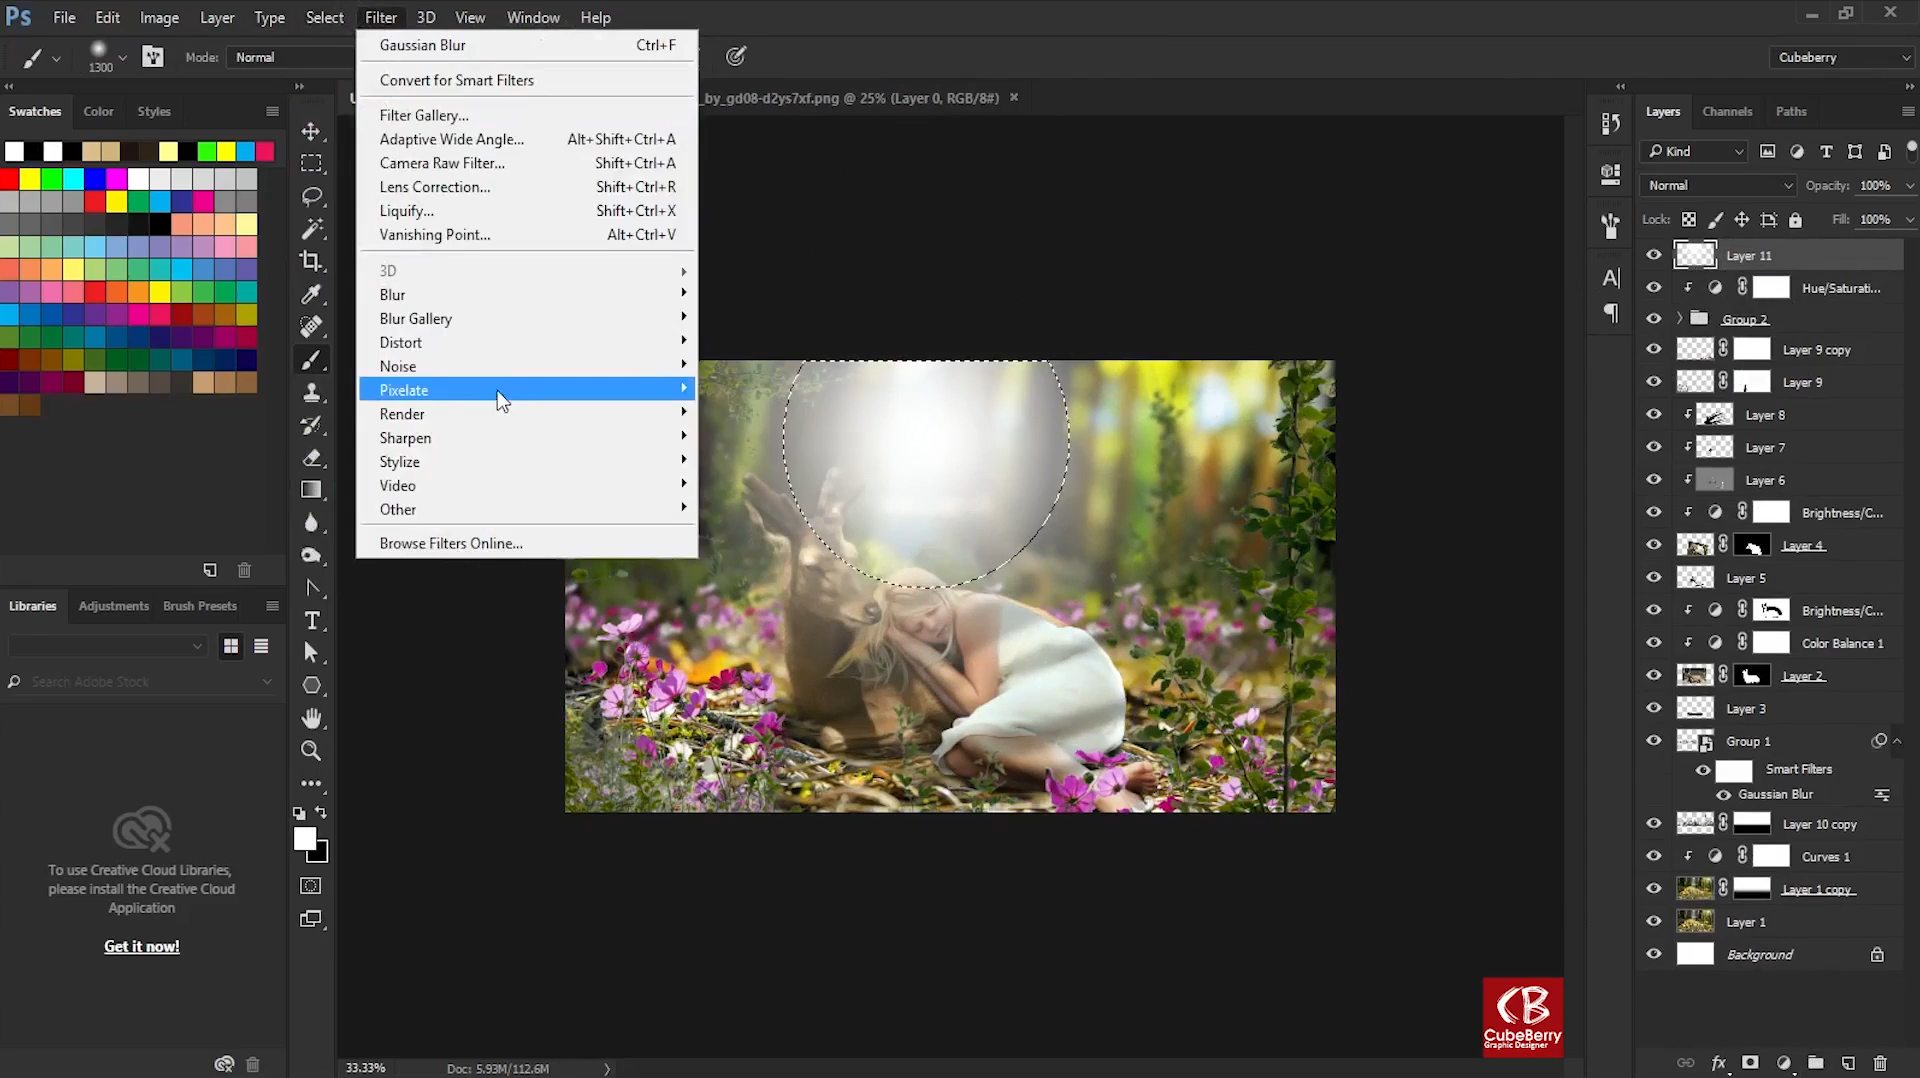 Ps File Edit Image Layer Type Select Filter 3D View Window Help
1300 Mode: Normal Cubeberry
_by_gd08-d2ys7xf.png @ 25% (Layer 0, RGB/8#)
Gaussian Blur Ctrl+F
Convert for Smart Filters
Filter Gallery...
Adaptive Wide Angle... Alt+Shift+Ctrl+A
Camera Raw Filter... Shift+Ctrl+A
Lens Correction... Shift+Ctrl+R
Liquify... Shift+Ctrl+X
Vanishing Point... Alt+Ctrl+V
3D
Blur
Blur Gallery
Distort
Noise
Pixelate
Render
Sharpen
Stylize
Video
Other
Browse Filters Online...
Swatches Color Styles
Libraries Adjustments Brush Presets
Search Adobe Stock
To use Creative Cloud Libraries,
please install the Creative Cloud
Application
Get it now!
33.33% Doc: 5.93M/112.6M
CB
CubeBerry
Graphic Designer
Layers Channels Paths
Kind
Normal Opacity: 100%
Lock: Fill: 100%
Layer 11
Hue/Saturati...
Group 2
Layer 9 copy
Layer 9
Layer 8
Layer 7
Layer 6
Brightness/C...
Layer 4
Layer 5
Brightness/C...
Color Balance 1
Layer 2
Layer 3
Group 1
Smart Filters
Gaussian Blur
Layer 10 copy
Curves 1
Layer 1 copy
Layer 1
Background
fx